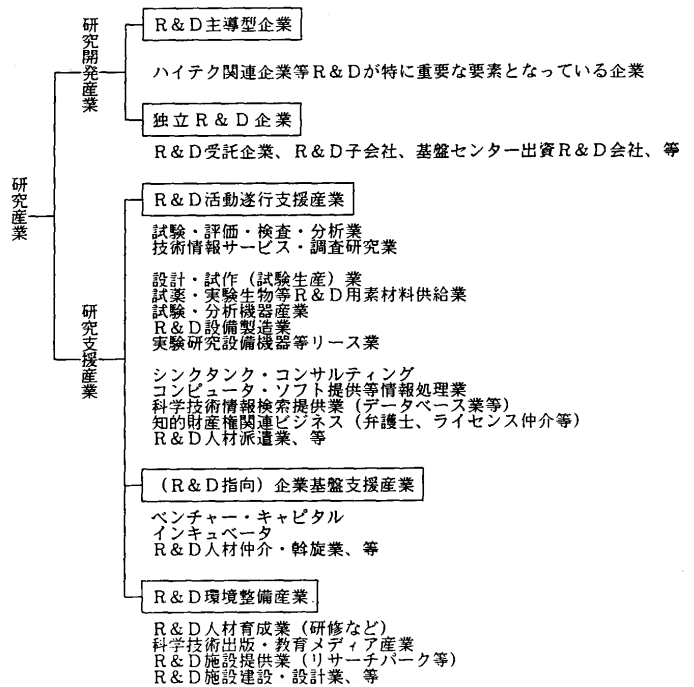 研究産業
研究開発産業
R&D主導型企業
ハイテク関連企業等R&Dが特に重要な要素となっている企業
独立R&D企業
R&D受託企業、R&D子会社、基盤センター出資R&D会社、等
研究支援産業
R&D活動遂行支援産業
試験・評価・検査・分析業
技術情報サービス・調査研究業
設計・試作(試験生産)業
試薬・実験生物等R&D用素材料供給業
試験・分析機器産業
R&D設備製造業
実験研究設備機器等リース業
シンクタンク・コンサルティング
コンピュータ・ソフト提供等情報処理業
科学技術情報検索提供業(データベース業等)
知的財産権関連ビジネス(弁護士、ライセンス仲介等)
R&D人材派遣業、等
(R&D指向)企業基盤支援産業
ベンチャー・キャピタル
インキュベータ
R&D人材仲介・斡旋業、等
R&D環境整備産業
R&D人材育成業(研修など)
科学技術出版・教育メディア産業
R&D施設提供業(リサーチパーク等)
R&D施設建設・設計業、等